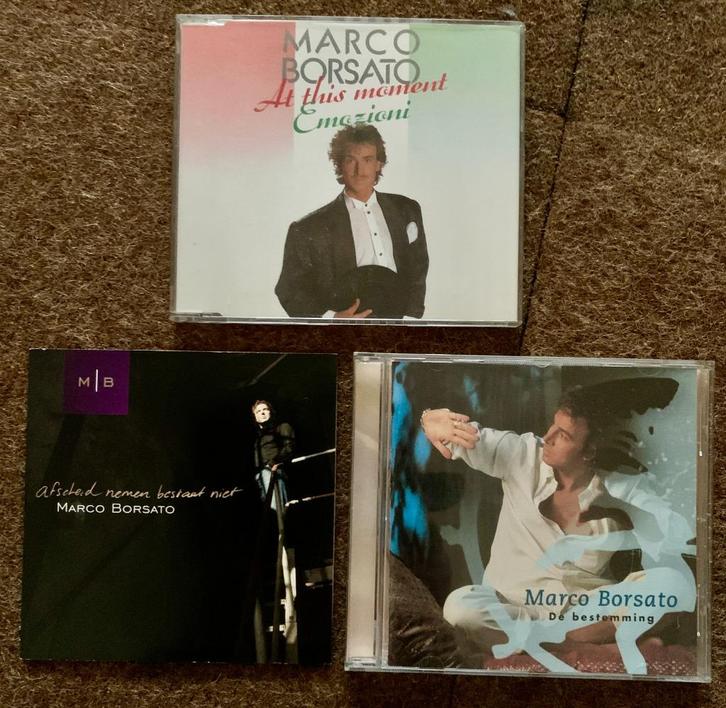 MARCO
BORSATO
At this moment
Emozioni
M|B
afscheid nemen bestaat niet
MARCO BORSATO
Marco Borsato
De bestemming